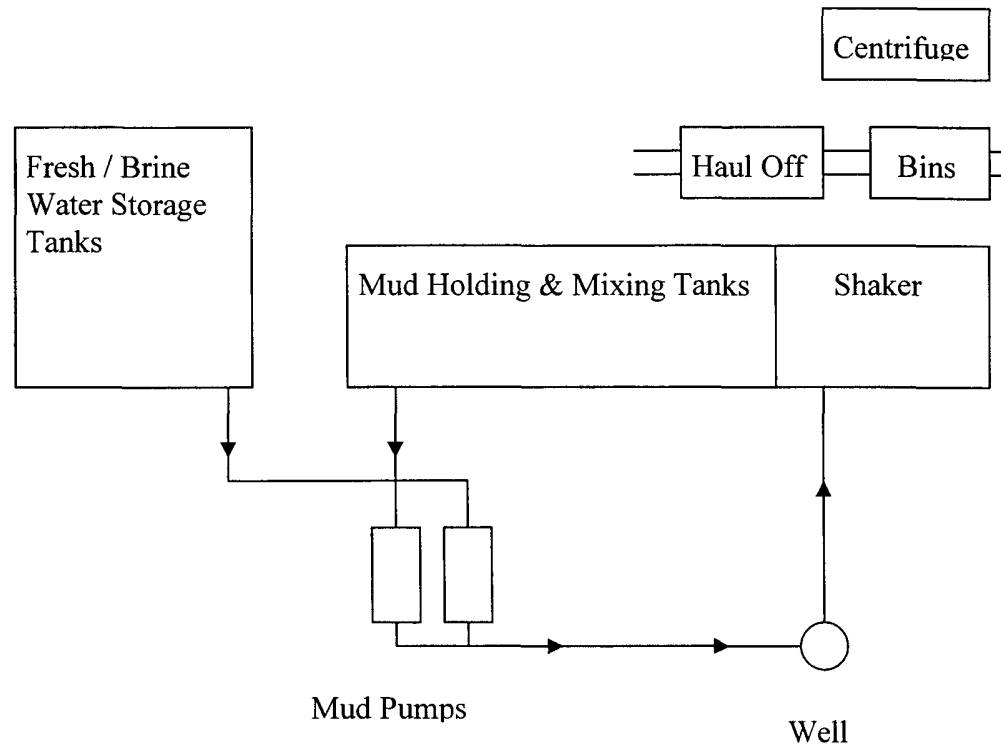 Centrifuge
Fresh / Brine
Water Storage
Tanks
Haul Off
Bins
Mud Holding & Mixing Tanks
Shaker
Mud Pumps
Well